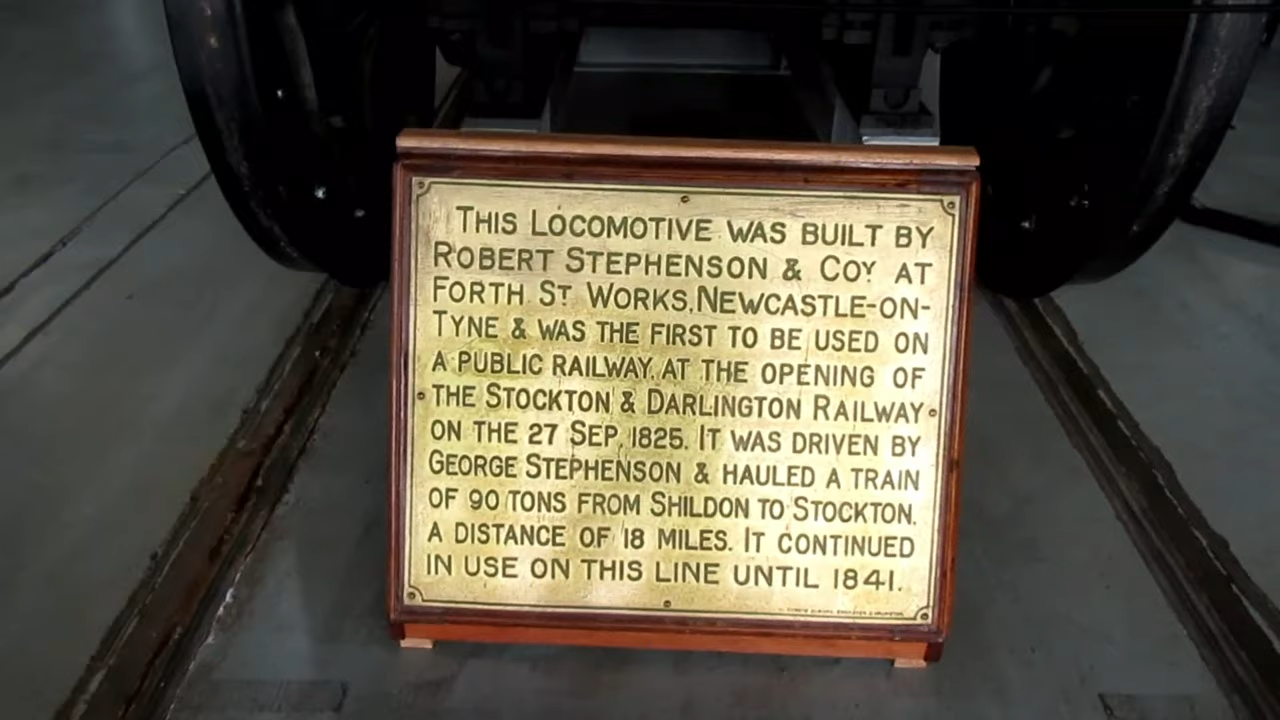 THIS LOCOMOTIVE WAS BUILT BY
ROBERT STEPHENSON & COY AT
FORTH ST WORKS, NEWCASTLE-ON-
TYNE & WAS THE FIRST TO BE USED ON
A PUBLIC RAILWAY, AT THE OPENING OF
THE STOCKTON & DARLINGTON RAILWAY
ON THE 27 SEP. 1825. IT WAS DRIVEN BY
GEORGE STEPHENSON & HAULED A TRAIN
OF 90 TONS FROM SHILDON TO STOCKTON,
A DISTANCE OF 18 MILES. IT CONTINUED
IN USE ON THIS LINE UNTIL 1841.